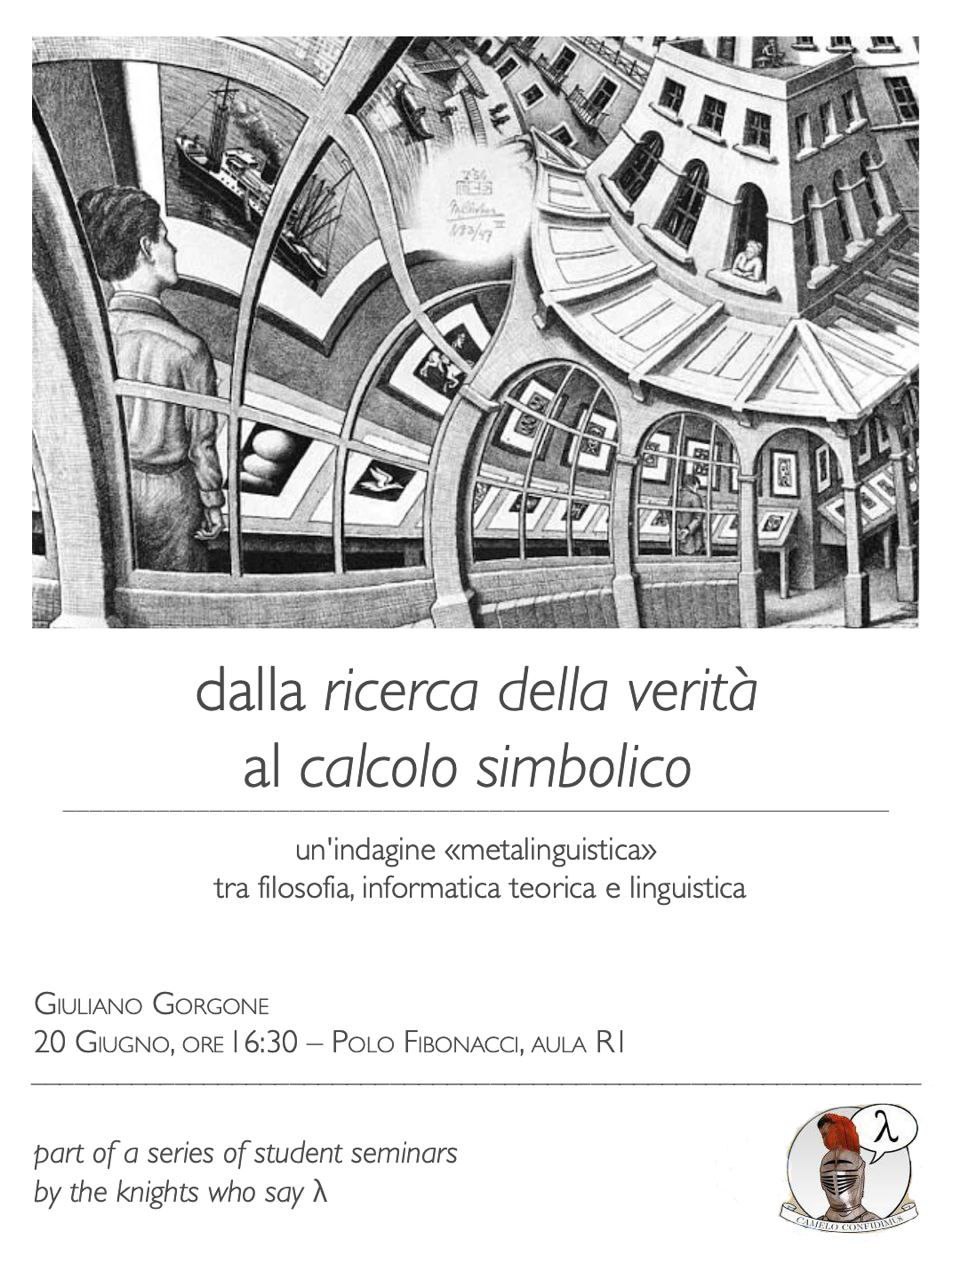 dalla ricerca della verità
al calcolo simbolico
un'indagine «metalinguistica»
tra filosofia, informatica teorica e linguistica
Giuliano Gorgone
20 Giugno, ore 16:30 – Polo Fibonacci, aula R1
part of a series of student seminars
by the knights who say λ
λ
CAMELO CONFIDIMUS